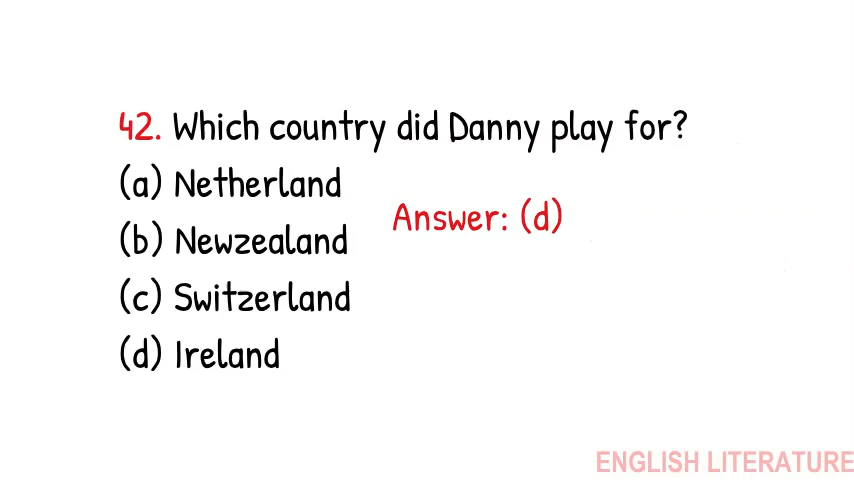 42. Which country did Danny play for?
(a) Netherland
Answer: (d)
(b) Newzealand
(c) Switzerland
(d) Ireland
ENGLISH LITERATURE